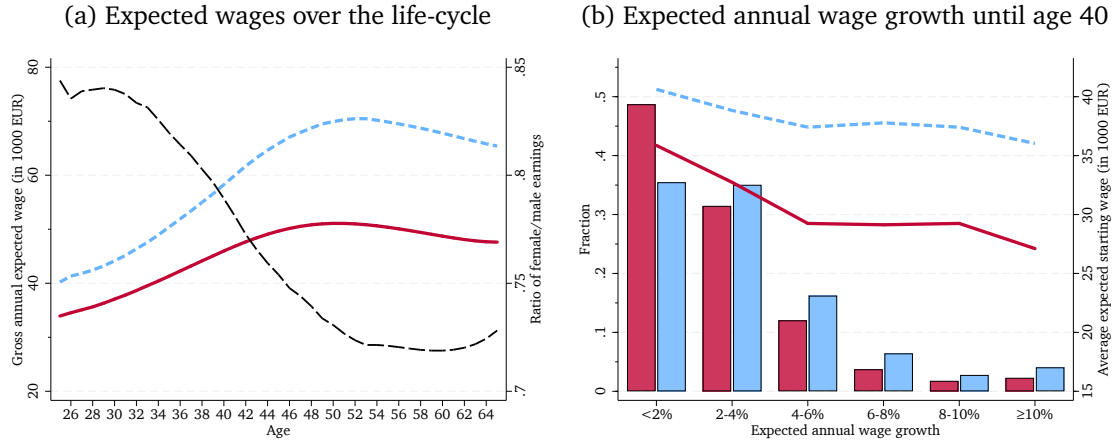 (a) Expected wages over the life-cycle
Gross annual expected wage (in 1000 EUR)
80
60
40
20
.85
.8
.75
.7
Ratio of female/male earnings
26 28 30 32 34 36 38 40 42 44 46 48 50 52 54 56 58 60 62 64
Age
(b) Expected annual wage growth until age 40
Fraction
.5
.4
.3
.2
.1
0
40
35
30
25
20
15
Average expected starting wage (in 1000 EUR)
<2% 2-4% 4-6% 6-8% 8-10% ≥10%
Expected annual wage growth